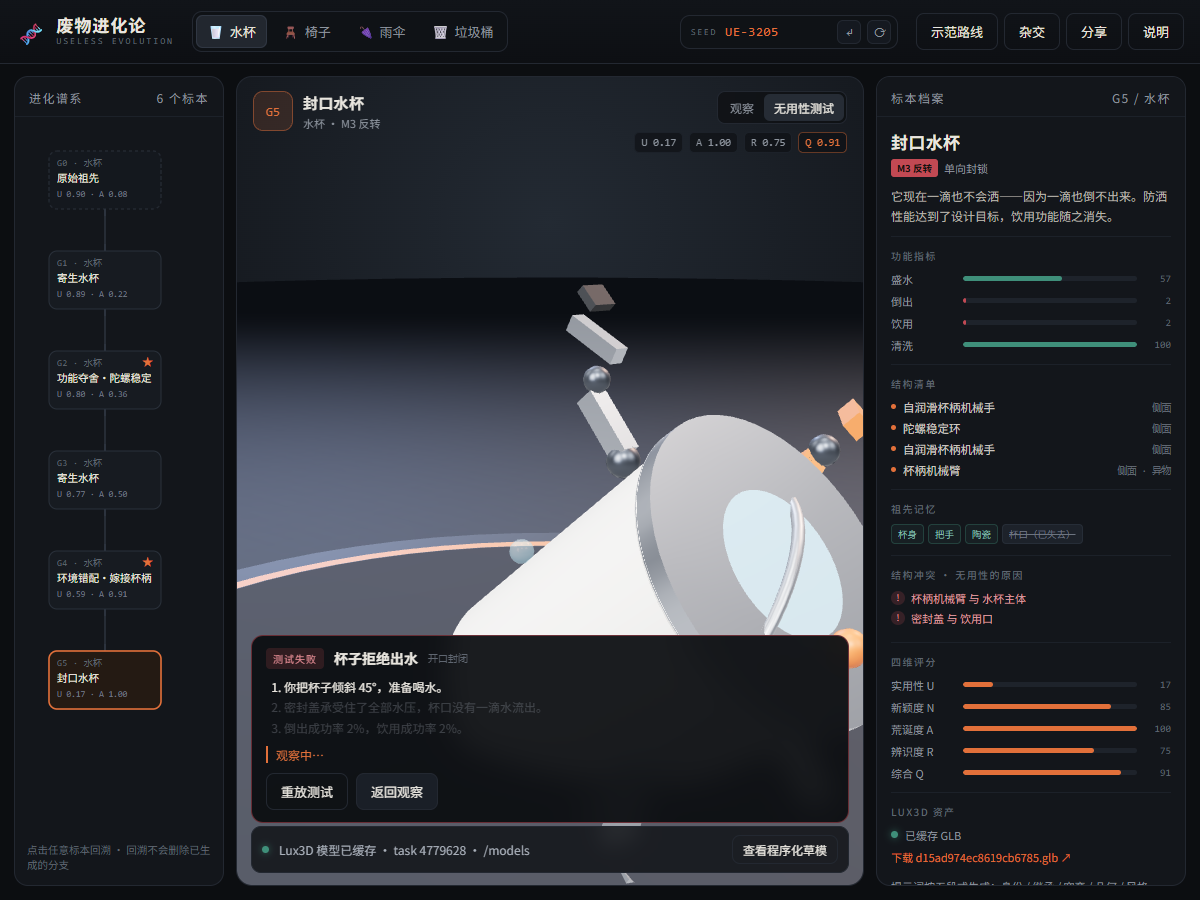 废物进化论
USELESS EVOLUTION
水杯
椅子
雨伞
垃圾桶
SEED UE-3205
示范路线
杂交
分享
说明
进化谱系 6 个标本
G0 · 水杯
原始祖先
U 0.90 · A 0.08
G1 · 水杯
寄生水杯
U 0.89 · A 0.22
G2 · 水杯 ★
功能夺舍·陀螺稳定
U 0.80 · A 0.36
G3 · 水杯
寄生水杯
U 0.77 · A 0.50
G4 · 水杯 ★
环境错配·嫁接杯柄
U 0.59 · A 0.91
G5 · 水杯
封口水杯
U 0.17 · A 1.00
点击任意标本回溯 · 回溯不会删除已生
成的分支
G5
封口水杯
水杯 · M3 反转
观察 无用性测试
U 0.17 A 1.00 R 0.75 Q 0.91
测试失败 杯子拒绝出水 开口封闭
1. 你把杯子倾斜 45°，准备喝水。
2. 密封盖承受住了全部水压，杯口没有一滴水流出。
3. 倒出成功率 2%，饮用成功率 2%。
观察中…
重放测试 返回观察
Lux3D 模型已缓存 · task 4779628 · /models
查看程序化草模
标本档案 G5 / 水杯
封口水杯
M3 反转 单向封锁
它现在一滴也不会洒——因为一滴也倒不出来。防洒
性能达到了设计目标，饮用功能随之消失。
功能指标
盛水 57
倒出 2
饮用 2
清洗 100
结构清单
自润滑杯柄机械手 侧面
陀螺稳定环 侧面
自润滑杯柄机械手 侧面
杯柄机械臂 侧面 · 异物
祖先记忆
杯身 把手 陶瓷 杯口（已失去）
结构冲突 · 无用性的原因
! 杯柄机械臂 与 水杯主体
! 密封盖 与 饮用口
四维评分
实用性 U 17
新颖度 N 85
荒诞度 A 100
辨识度 R 75
综合 Q 91
LUX3D 资产
已缓存 GLB
下载 d15ad974ec8619cb6785.glb ↗